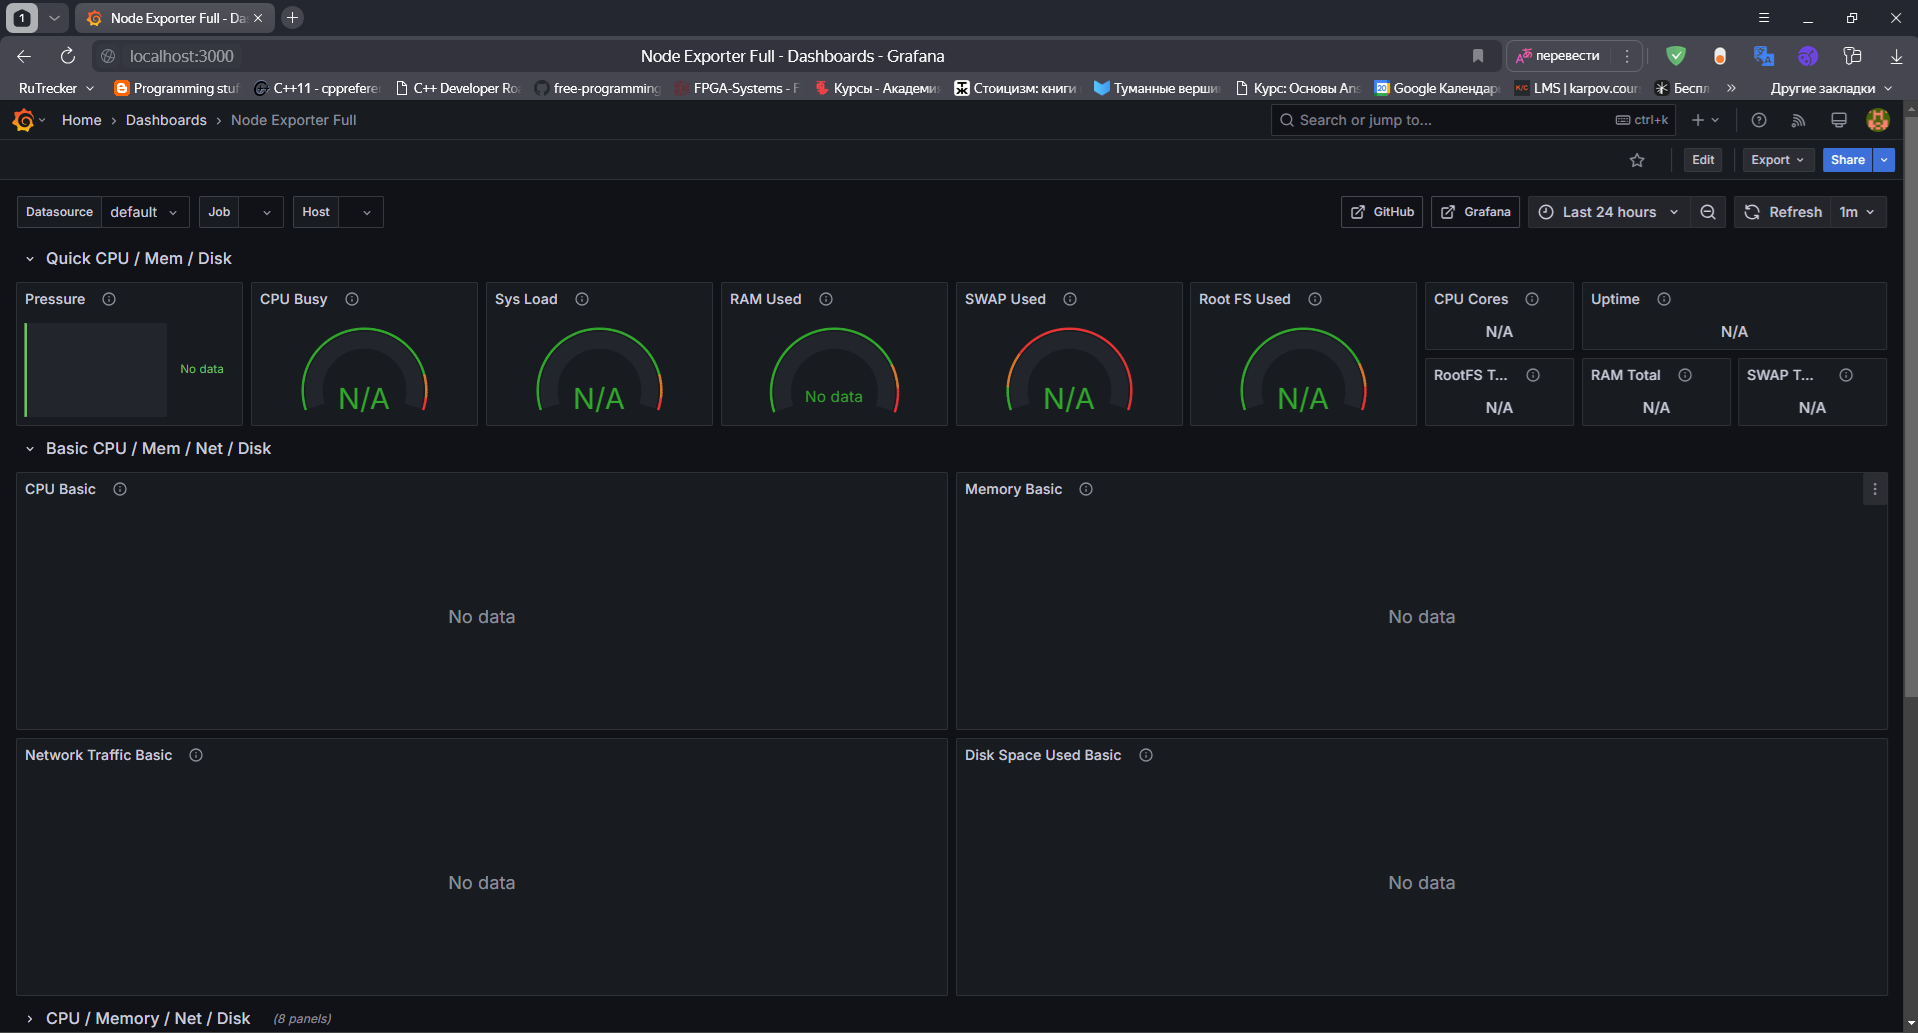 1
Node Exporter Full - Da
localhost:3000
Node Exporter Full - Dashboards - Grafana
перевести
RuTrecker
Programming stuf
C++11 - cppreferen
C++ Developer Roa
free-programming
FPGA-Systems - F
Курсы - Академия
Стоицизм: книги
Туманные верши
Курс: Основы Ans
Google Календарь
LMS | karpov.cour
Беспл
»
Другие закладки
Home › Dashboards › Node Exporter Full
Search or jump to...
ctrl+k
Edit
Export
Share
Datasource
default
Job
Host
GitHub
Grafana
Last 24 hours
Refresh
1m
Quick CPU / Mem / Disk
Pressure
No data
CPU Busy
N/A
Sys Load
N/A
RAM Used
No data
SWAP Used
N/A
Root FS Used
N/A
CPU Cores
N/A
Uptime
N/A
RootFS T...
N/A
RAM Total
N/A
SWAP T...
N/A
Basic CPU / Mem / Net / Disk
CPU Basic
No data
Memory Basic
No data
Network Traffic Basic
No data
Disk Space Used Basic
No data
CPU / Memory / Net / Disk
(8 panels)